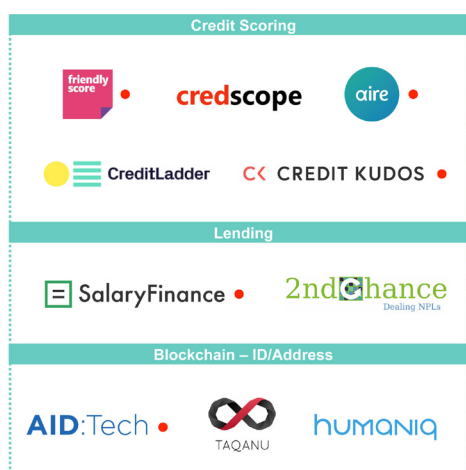 Credit Scoring
friendly
score
credscope
aire
CreditLadder
CK CREDIT KUDOS
Lending
SalaryFinance
2ndChance
Dealing NPLs
Blockchain – ID/Address
AID:Tech
TAQANU
humaniq